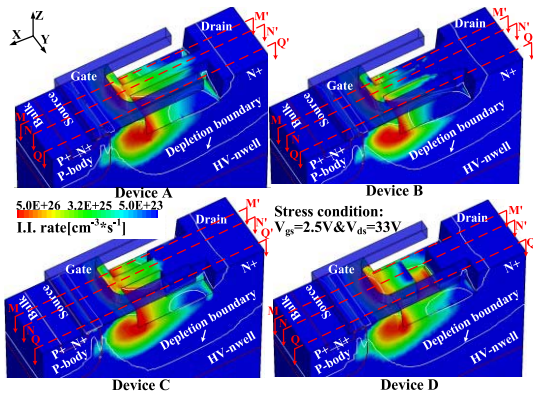 Z
X
Y
M'
N'
Q'
Drain
Gate
N+
Bulk
Source
M
N
Q
P+
N+
P-body
Depletion boundary
HV-nwell
Device A
M'
N'
Q'
Drain
Gate
N+
Bulk
Source
M
N
Q
P+
N+
P-body
Depletion boundary
HV-nwell
Device B
5.0E+26 3.2E+25 5.0E+23
I.I. rate[cm⁻³*s⁻¹]
Stress condition:
Vgs=2.5V&Vds=33V
M'
N'
Q'
Drain
Gate
N+
Bulk
Source
M
N
Q
P+
N+
P-body
Depletion boundary
HV-nwell
Device C
M'
N'
Q'
Drain
Gate
N+
Bulk
Source
M
N
Q
P+
N+
P-body
Depletion boundary
HV-nwell
Device D